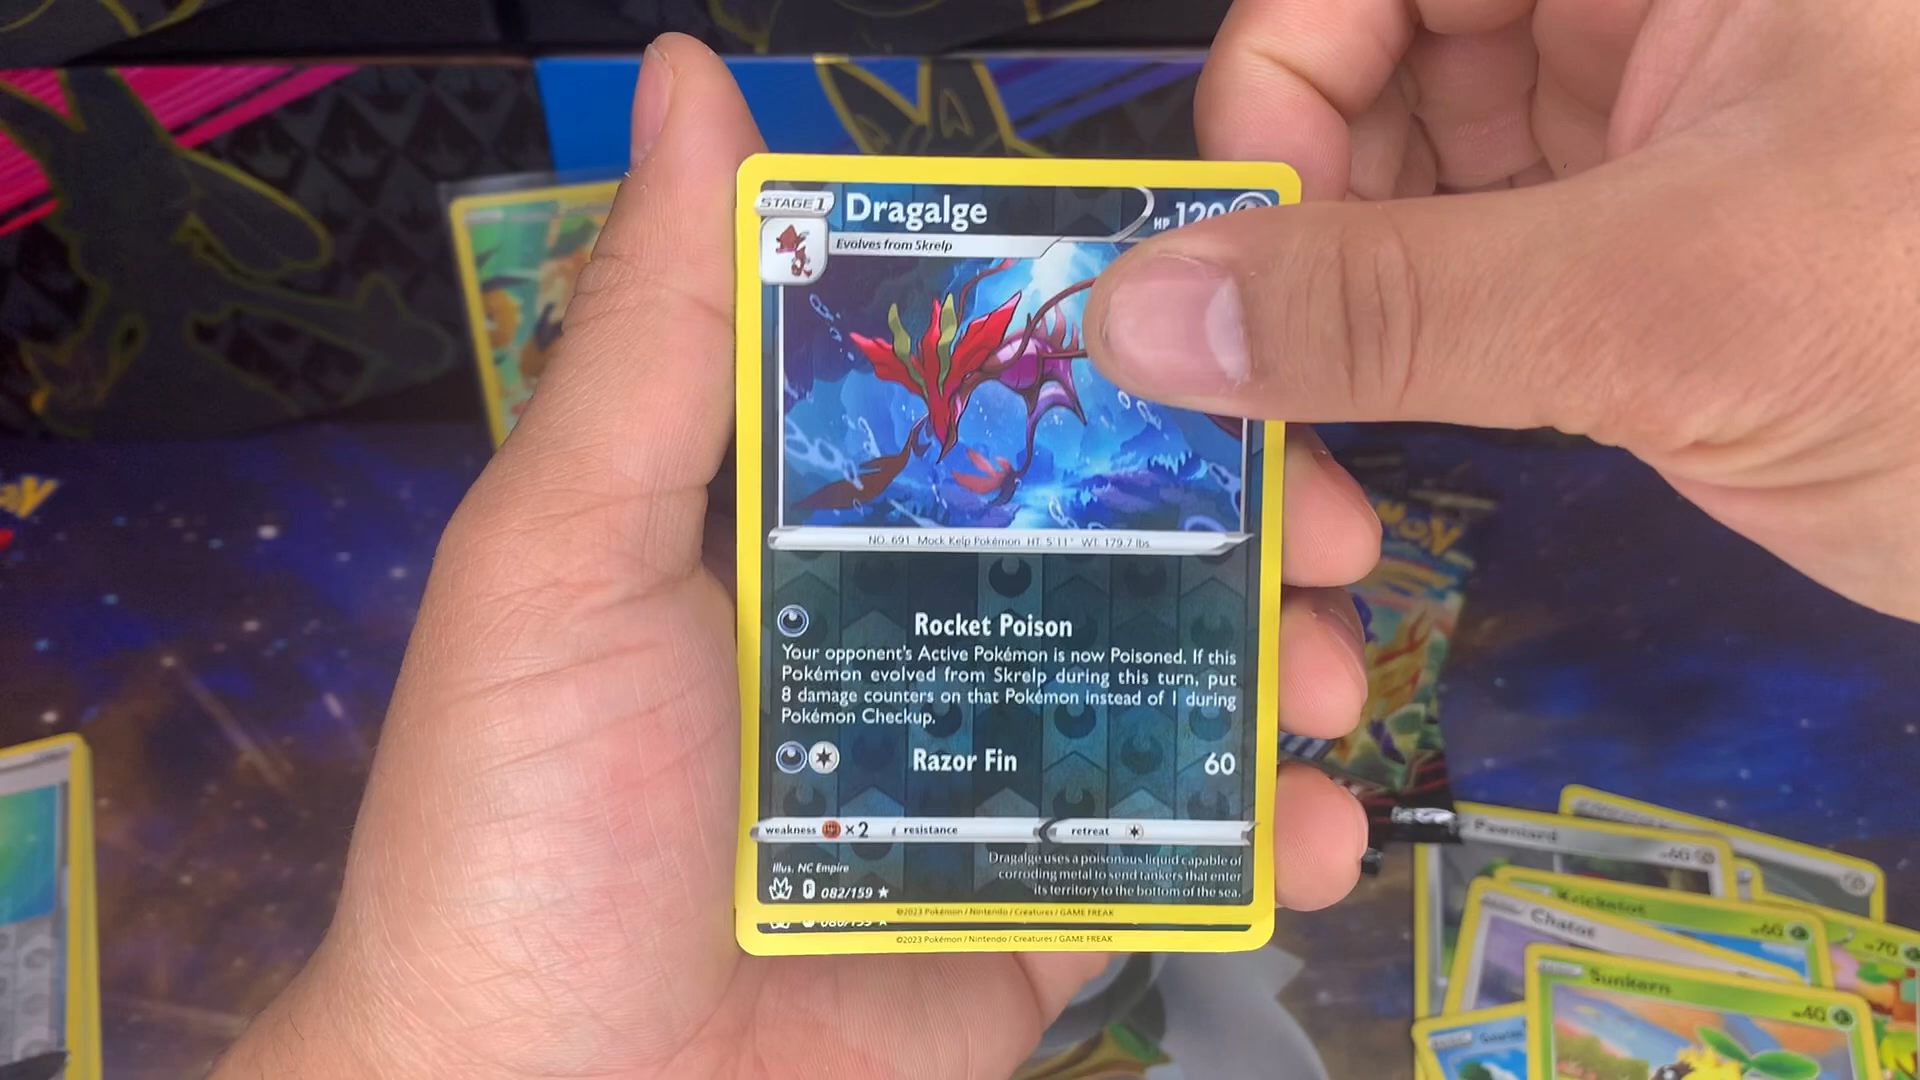 STAGE 1
Dragalge
HP 120
Evolves from Skrelp
NO. 691 Mock Kelp Pokémon HT. 5'11" WT. 179.7 lbs
Rocket Poison
Your opponent's Active Pokémon is now Poisoned. If this
Pokémon evolved from Skrelp during this turn, put
8 damage counters on that Pokémon instead of 1 during
Pokémon Checkup.
Razor Fin 60
weakness ×2 resistance retreat
Illus. NC Empire
Dragalge uses a poisonous liquid capable of
corroding metal to send tankers that enter
its territory to the bottom of the sea.
F 082/159 ★
©2023 Pokémon / Nintendo / Creatures / GAME FREAK
©2023 Pokémon / Nintendo / Creatures / GAME FREAK
Pawniard
60
Kricketot
60
Chatot
70
Sunkern
40